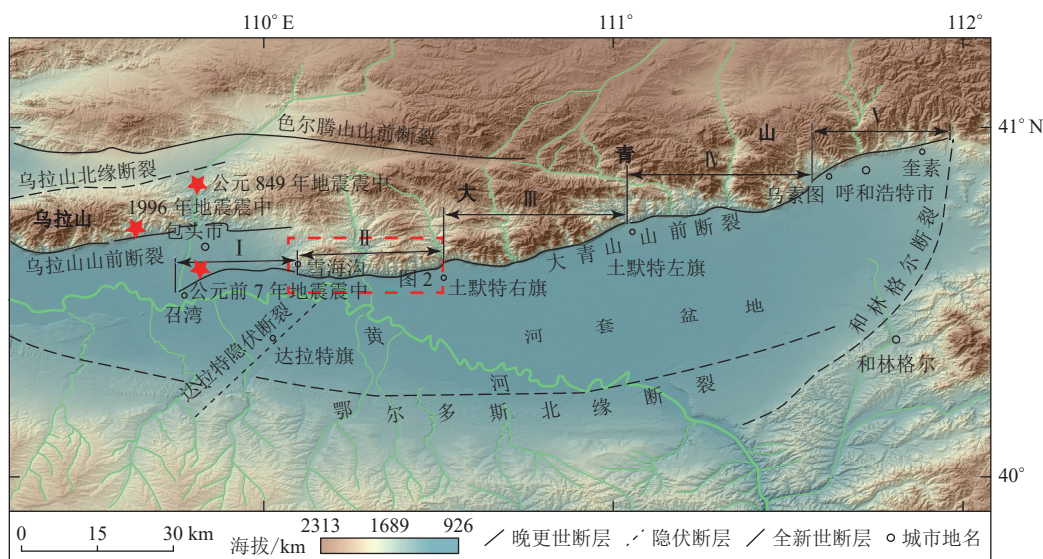 110°E
111°
112°
41°N
40°
色尔腾山山前断裂
乌拉山北缘断裂
公元 849 年地震震中
乌拉山
1996 年地震震中
包头市
乌拉山山前断裂
公元前 7 年地震震中
召湾
雪海沟
图 2
土默特右旗
大青山
Ⅰ
Ⅱ
Ⅲ
Ⅳ
Ⅴ
大青山山前断裂
土默特左旗
乌素图
呼和浩特市
奎素
和林格尔断裂
和林格尔
河套盆地
黄河
达拉特隐伏断裂
达拉特旗
鄂尔多斯北缘断裂
0 15 30 km
2313 1689 926
海拔/km
晚更世断层
隐伏断层
全新世断层
城市地名